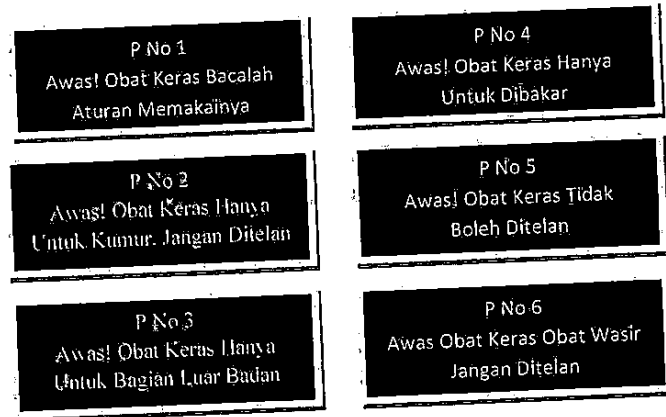 P No 1
Awas! Obat Keras Bacalah
Aturan Memakainya
P No 2
Awas! Obat Keras Hanya
Untuk Kumur. Jangan Ditelan
P No 3
Awas! Obat Keras Hanya
Untuk Bagian Luar Badan
P No 4
Awas! Obat Keras Hanya
Untuk Dibakar
P No 5
Awas! Obat Keras Tidak
Boleh Ditelan
P No 6
Awas Obat Keras Obat Wasir
Jangan Ditelan